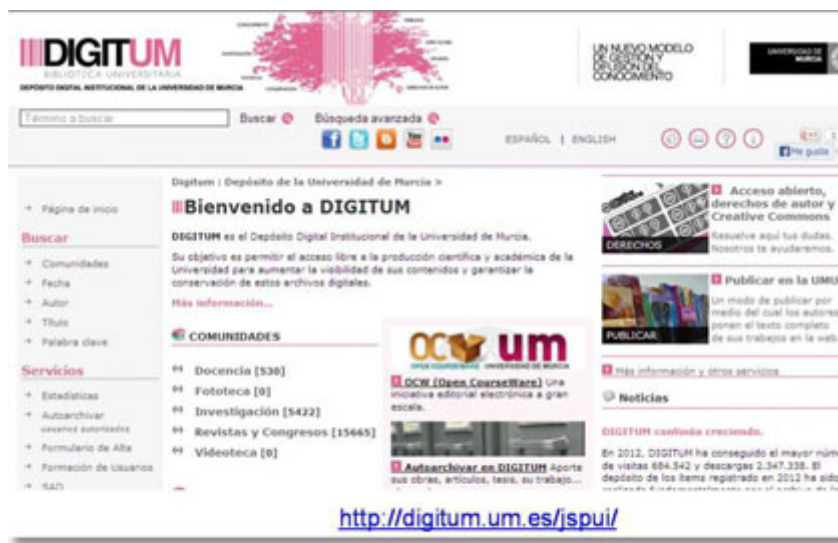 DIGITUM
BIBLIOTECA UNIVERSITARIA
DEPÓSITO DIGITAL INSTITUCIONAL DE LA UNIVERSIDAD DE MURCIA
UN NUEVO MODELO
DE GESTIÓN Y
DIFUSIÓN DEL
CONOCIMIENTO
UNIVERSIDAD DE
MURCIA
Término a buscar
Buscar
Búsqueda avanzada
ESPAÑOL | ENGLISH
Me gusta
Digitum : Depósito de la Universidad de Murcia >
Página de inicio
Buscar
Comunidades
Fecha
Autor
Título
Palabra clave
Servicios
Estadísticas
Autoarchivar
usuarios autorizados
Formulario de Alta
Formación de Usuarios
SAD
Bienvenido a DIGITUM
DIGITUM es el Depósito Digital Institucional de la Universidad de Murcia.
Su objetivo es permitir el acceso libre a la producción científica y académica de la
Universidad para aumentar la visibilidad de sus contenidos y garantizar la
conservación de estos archivos digitales.
Más información...
COMUNIDADES
Docencia [530]
Fototeca [0]
Investigación [5422]
Revistas y Congresos [15665]
Videoteca [0]
OCW um
OPEN COURSEWARE UNIVERSIDAD DE MURCIA
OCW (Open CourseWare) Una
iniciativa editorial electrónica a gran
escala.
Autoarchivar en DIGITUM Aporte
sus obras, artículos, tesis, su trabajo...
DERECHOS
Acceso abierto,
derechos de autor y
Creative Commons
Resuelve aquí tus dudas.
Nosotros te ayudaremos.
PUBLICAR
Publicar en la UMU
Un modo de publicar por
medio del cual los autores
ponen el texto completo
de sus trabajos en la web.
Más información y otros servicios
Noticias
DIGITUM continúa creciendo.
En 2012, DIGITUM ha conseguido el mayor núm
de visitas 684.542 y descargas 2.347.338. El
depósito de los items registrado en 2012 ha sido
http://digitum.um.es/jspui/